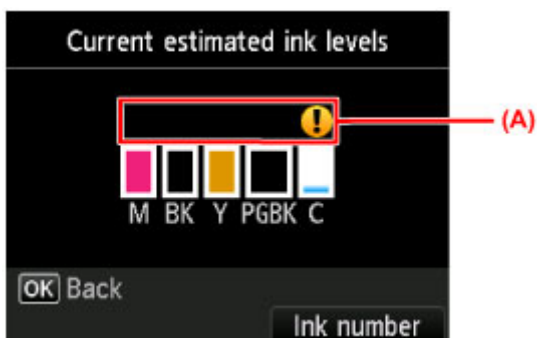 Current estimated ink levels
(A)
M BK Y PGBK C
OK Back
Ink number